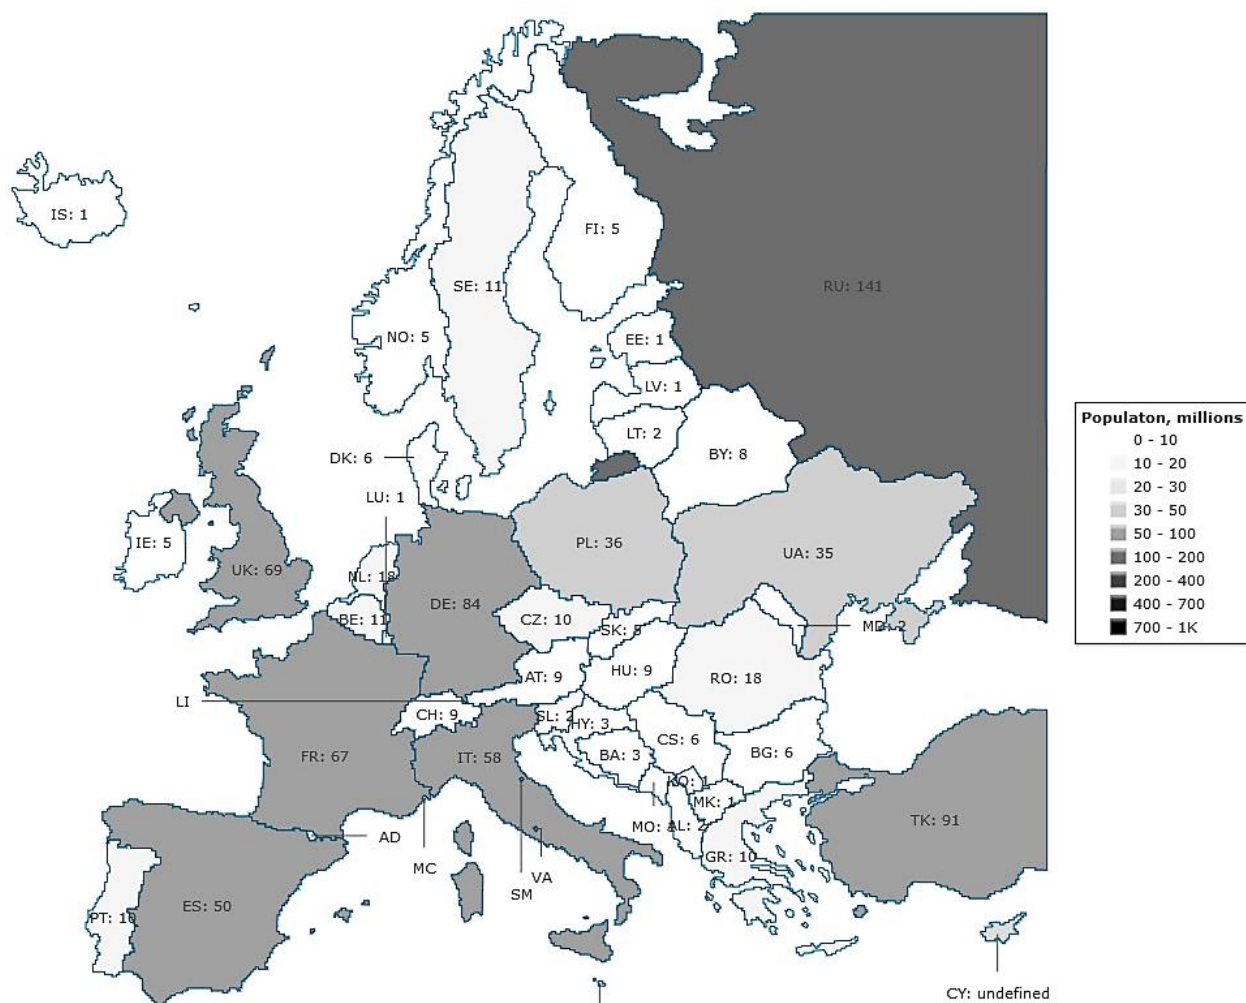 IS: 1
FI: 5
SE: 11
RU: 141
NO: 5
EE: 1
LV: 1
LT: 2
DK: 6
BY: 8
LU: 1
IE: 5
PL: 36
UA: 35
UK: 69
NL: 18
DE: 84
BE: 11
CZ: 10
SK: 5
MD: 2
HU: 9
AT: 9
RO: 18
LI
CH: 9
SL: 2
HY: 3
CS: 6
BA: 3
BG: 6
FR: 67
IT: 58
KO: 1
MK: 1
TK: 91
MO:
AL: 2
AD
GR: 10
MC
VA
SM
ES: 50
PT: 10
CY: undefined
Populaton, millions
0 - 10
10 - 20
20 - 30
30 - 50
50 - 100
100 - 200
200 - 400
400 - 700
700 - 1K